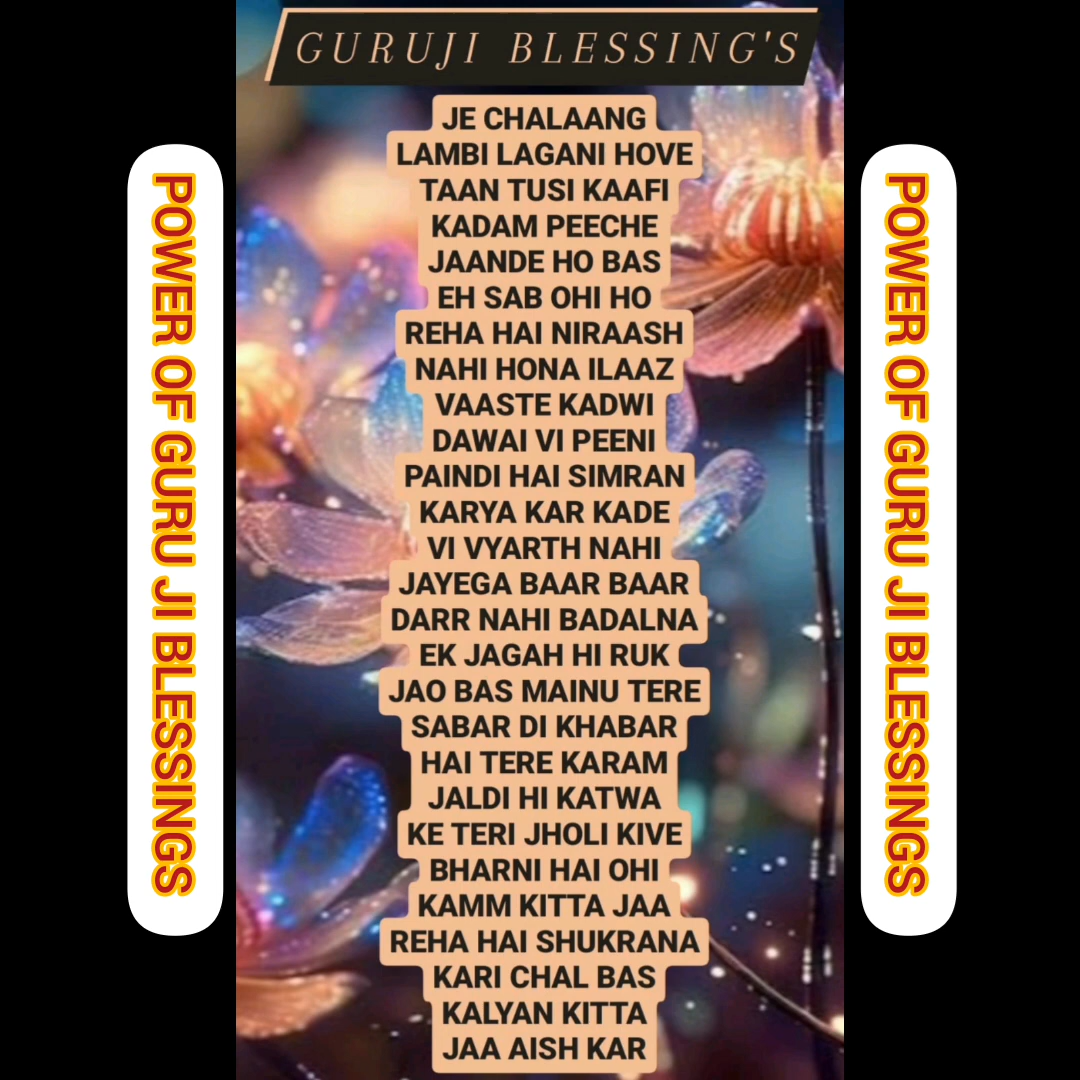 GURUJI BLESSING'S
JE CHALAANG
LAMBI LAGANI HOVE
TAAN TUSI KAAFI
KADAM PEECHE
JAANDE HO BAS
EH SAB OHI HO
REHA HAI NIRAASH
NAHI HONA ILAAZ
VAASTE KADWI
DAWAI VI PEENI
PAINDI HAI SIMRAN
KARYA KAR KADE
VI VYARTH NAHI
JAYEGA BAAR BAAR
DARR NAHI BADALNA
EK JAGAH HI RUK
JAO BAS MAINU TERE
SABAR DI KHABAR
HAI TERE KARAM
JALDI HI KATWA
KE TERI JHOLI KIVE
BHARNI HAI OHI
KAMM KITTA JAA
REHA HAI SHUKRANA
KARI CHAL BAS
KALYAN KITTA
JAA AISH KAR
POWER OF GURU JI BLESSINGS
POWER OF GURU JI BLESSINGS